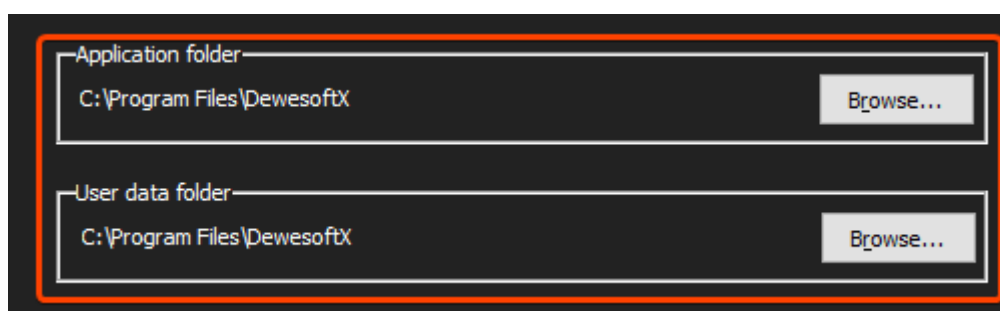 Application folder
C:\Program Files\DewesoftX
Browse...
User data folder
C:\Program Files\DewesoftX
Browse...